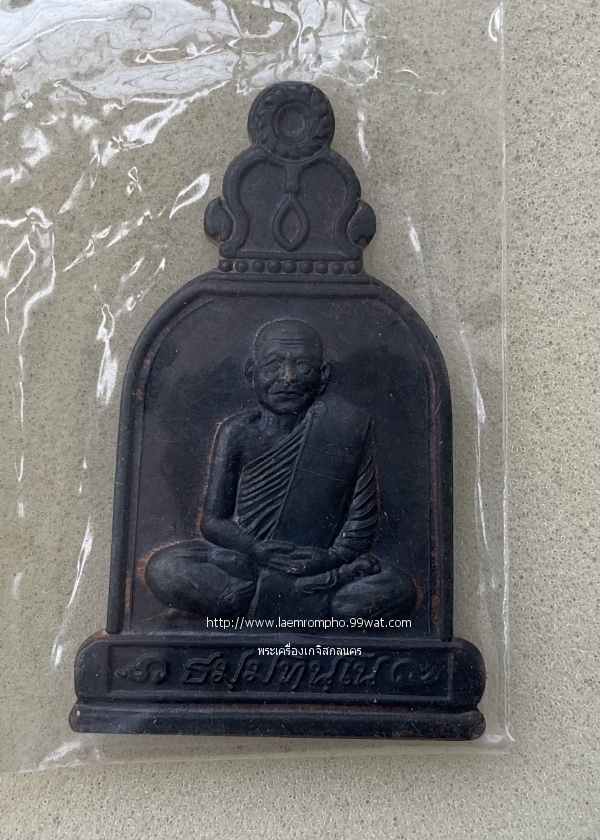 http://www.laemrompho.99wat.com
พระเครื่องเกจิสกลนคร
ธมฺมทินฺโน